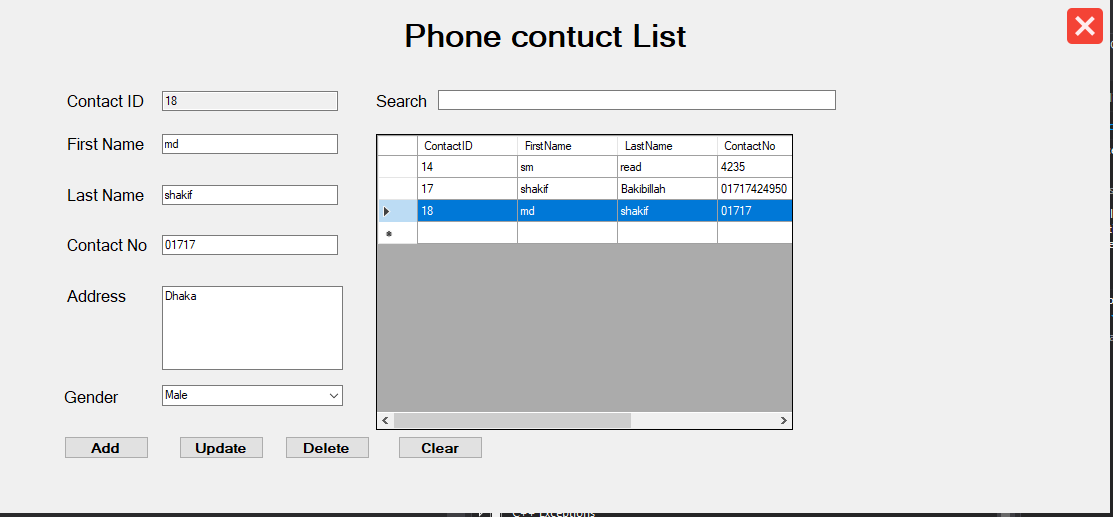 Phone contuct List
Contact ID 18
Search
First Name md
Last Name shakif
Contact No 01717
Address Dhaka
Gender Male
ContactID FirstName LastName ContactNo
14 sm read 4235
17 shakif Bakibillah 01717424950
18 md shakif 01717
Add Update Delete Clear
C++ Exceptions